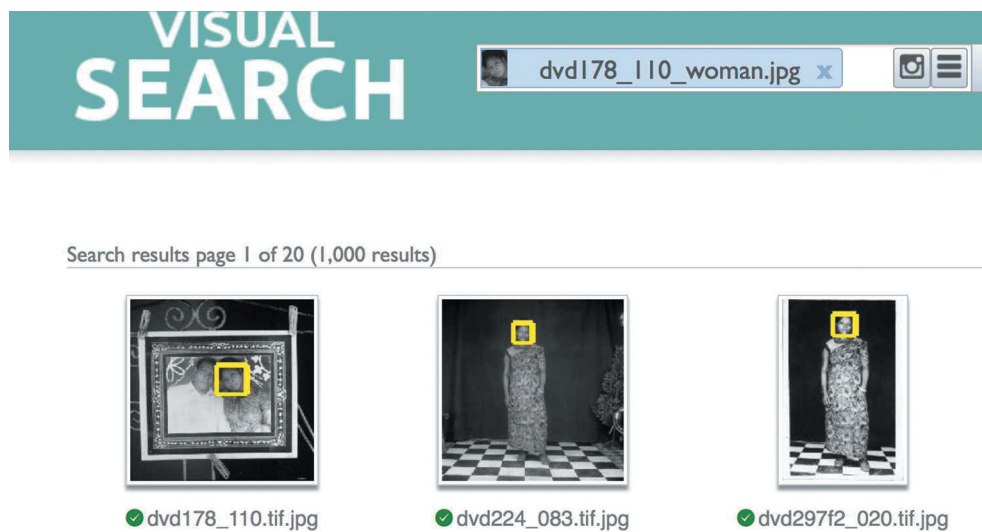 VISUAL
SEARCH
dvd178_110_woman.jpg x
Search results page 1 of 20 (1,000 results)
dvd178_110.tif.jpg
dvd224_083.tif.jpg
dvd297f2_020.tif.jpg